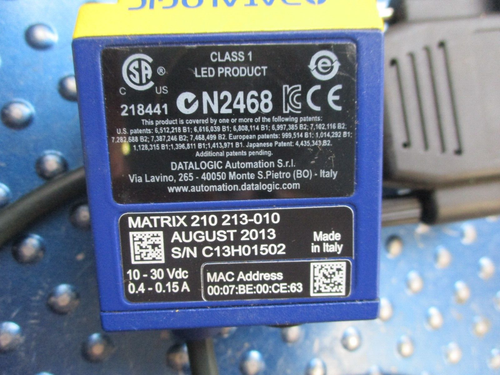 DATALOGIC
CLASS 1
LED PRODUCT
SA
C US
218441
N2468
CE
This product is covered by one or more of the following patents:
U.S. patents: 6,512,218 B1; 6,616,039 B1; 6,808,114 B1; 6,997,385 B2; 7,102,116 B2;
7,282,688 B2; 7,387,246 B2; 7,468,499 B2. European patents: 999,514 B1; 1,014,292 B1;
1,128,315 B1;1,396,811 B1;1,413,971 B1. Japanese Patent: 4,435,343 B2.
Additional patents pending.
DATALOGIC Automation S.r.l.
Via Lavino, 265 - 40050 Monte S.Pietro (BO) - Italy
www.automation.datalogic.com
MATRIX 210 213-010
AUGUST 2013
S/N C13H01502
Made
in Italy
10 - 30 Vdc
0.4 - 0.15 A
MAC Address
00:07:BE:00:CE:63